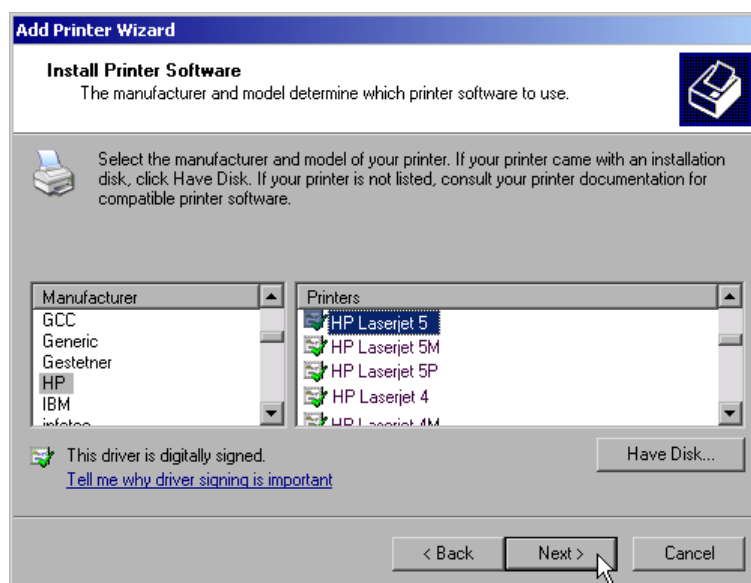 Add Printer Wizard
Install Printer Software
The manufacturer and model determine which printer software to use.
Select the manufacturer and model of your printer. If your printer came with an installation
disk, click Have Disk. If your printer is not listed, consult your printer documentation for
compatible printer software.
Manufacturer
GCC
Generic
Gestetner
HP
IBM
Printers
HP Laserjet 5
HP Laserjet 5M
HP Laserjet 5P
HP Laserjet 4
HP Laserjet 4M
This driver is digitally signed.
Tell me why driver signing is important
Have Disk...
< Back
Next >
Cancel